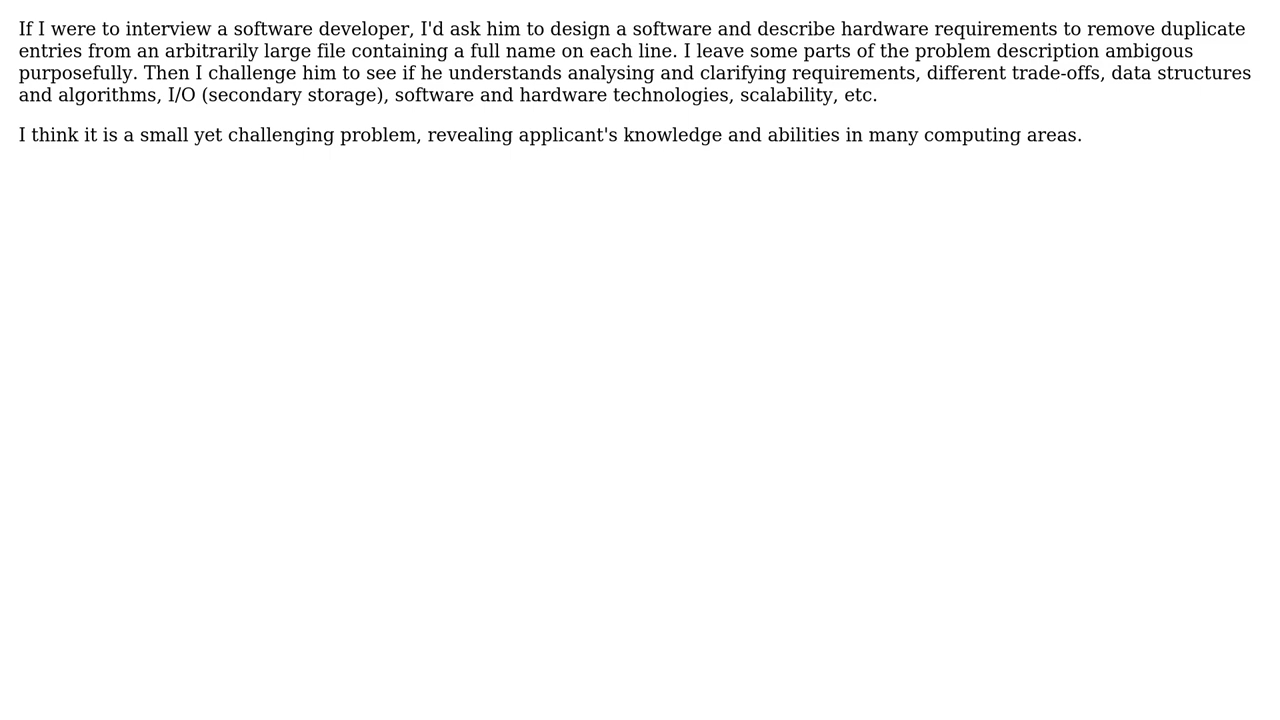 If I were to interview a software developer, I'd ask him to design a software and describe hardware requirements to remove duplicate
entries from an arbitrarily large file containing a full name on each line. I leave some parts of the problem description ambigous
purposefully. Then I challenge him to see if he understands analysing and clarifying requirements, different trade-offs, data structures
and algorithms, I/O (secondary storage), software and hardware technologies, scalability, etc.
I think it is a small yet challenging problem, revealing applicant's knowledge and abilities in many computing areas.